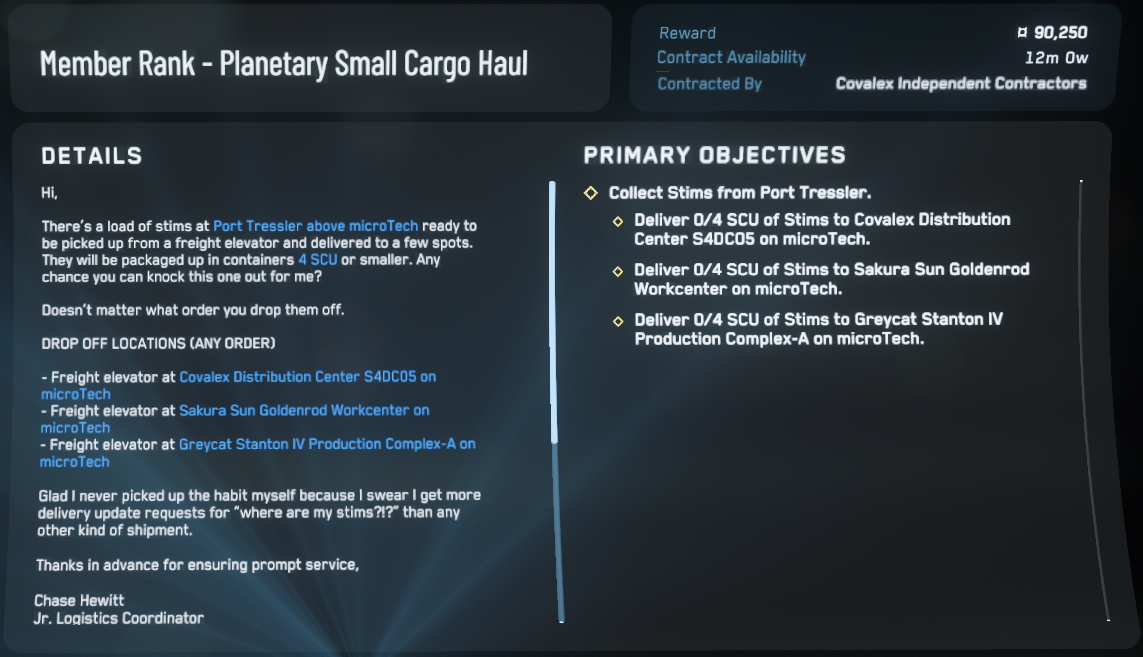 Member Rank - Planetary Small Cargo Haul
Reward ¤ 90,250
Contract Availability 12m 0w
Contracted By Covalex Independent Contractors
DETAILS
Hi,
There's a load of stims at Port Tressler above microTech ready to
be picked up from a freight elevator and delivered to a few spots.
They will be packaged up in containers 4 SCU or smaller. Any
chance you can knock this one out for me?
Doesn't matter what order you drop them off.
DROP OFF LOCATIONS (ANY ORDER)
- Freight elevator at Covalex Distribution Center S4DC05 on
microTech
- Freight elevator at Sakura Sun Goldenrod Workcenter on
microTech
- Freight elevator at Greycat Stanton IV Production Complex-A on
microTech
Glad I never picked up the habit myself because I swear I get more
delivery update requests for "where are my stims?!?" than any
other kind of shipment.
Thanks in advance for ensuring prompt service,
Chase Hewitt
Jr. Logistics Coordinator
PRIMARY OBJECTIVES
Collect Stims from Port Tressler.
Deliver 0/4 SCU of Stims to Covalex Distribution
Center S4DC05 on microTech.
Deliver 0/4 SCU of Stims to Sakura Sun Goldenrod
Workcenter on microTech.
Deliver 0/4 SCU of Stims to Greycat Stanton IV
Production Complex-A on microTech.